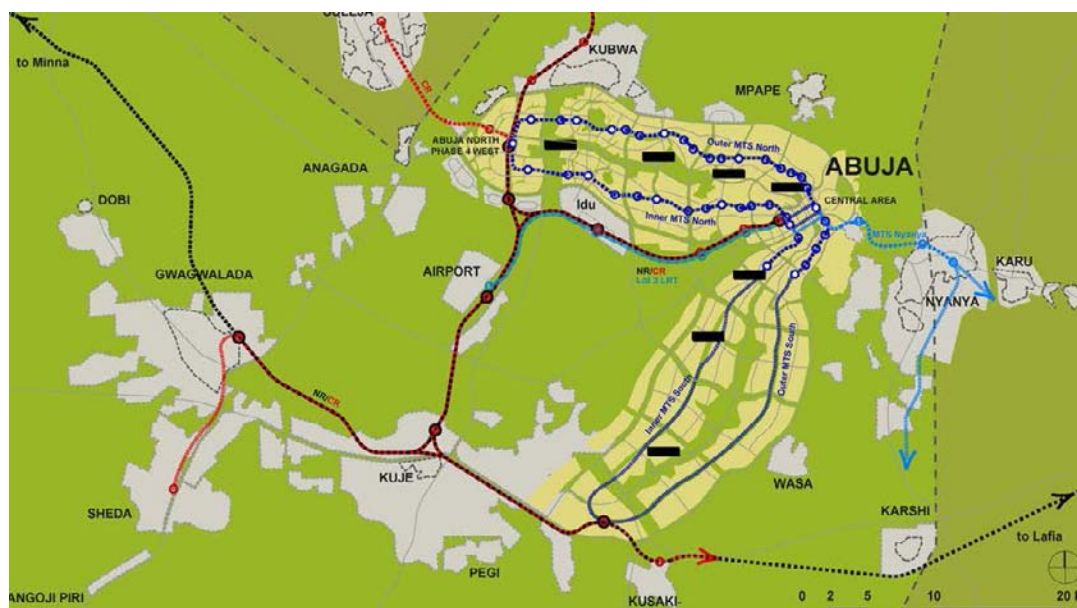 to Minna
KUBWA
CR
MPAPE
ABUJA NORTH
PHASE 4 WEST
Outer MTS North
ABUJA
ANAGADA
CENTRAL AREA
DOBI
Idu
Inner MTS North
MTS Nyanya
GWAGWALADA
AIRPORT
NR/CR
Lot 3 LRT
KARU
NYANYA
NR/CR
Inner MTS South
Outer MTS South
KUJE
WASA
SHEDA
KARSHI
to Lafia
PEGI
ANGOJI PIRI
KUSAKI-
0 2 5 10 20